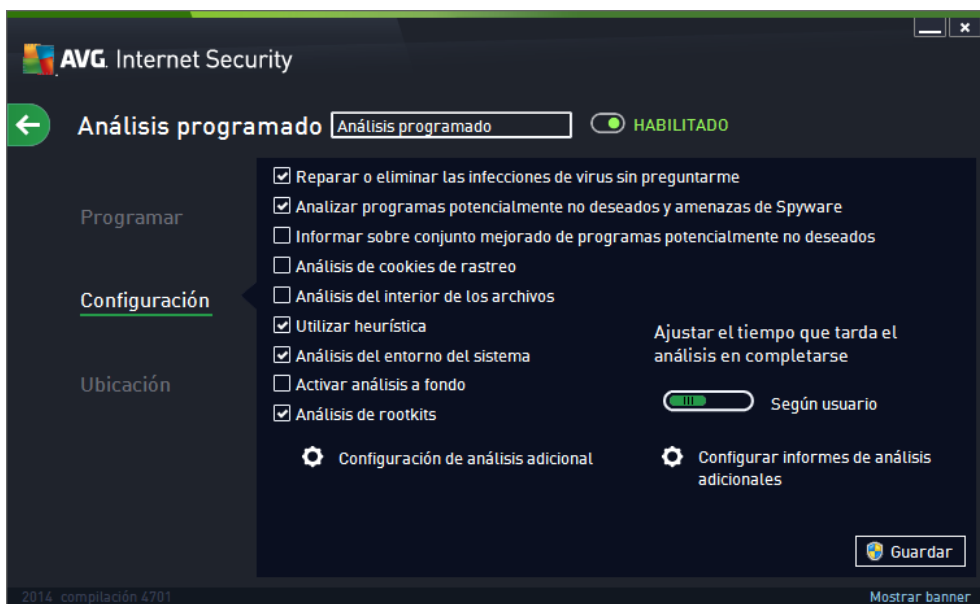 AVG. Internet Security
Análisis programado
Análisis programado
HABILITADO
Programar
Configuración
Ubicación
Reparar o eliminar las infecciones de virus sin preguntarme
Analizar programas potencialmente no deseados y amenazas de Spyware
Informar sobre conjunto mejorado de programas potencialmente no deseados
Análisis de cookies de rastreo
Análisis del interior de los archivos
Utilizar heurística
Análisis del entorno del sistema
Activar análisis a fondo
Análisis de rootkits
Ajustar el tiempo que tarda el
análisis en completarse
Según usuario
Configuración de análisis adicional
Configurar informes de análisis
adicionales
Guardar
2014 compilación 4701
Mostrar banner